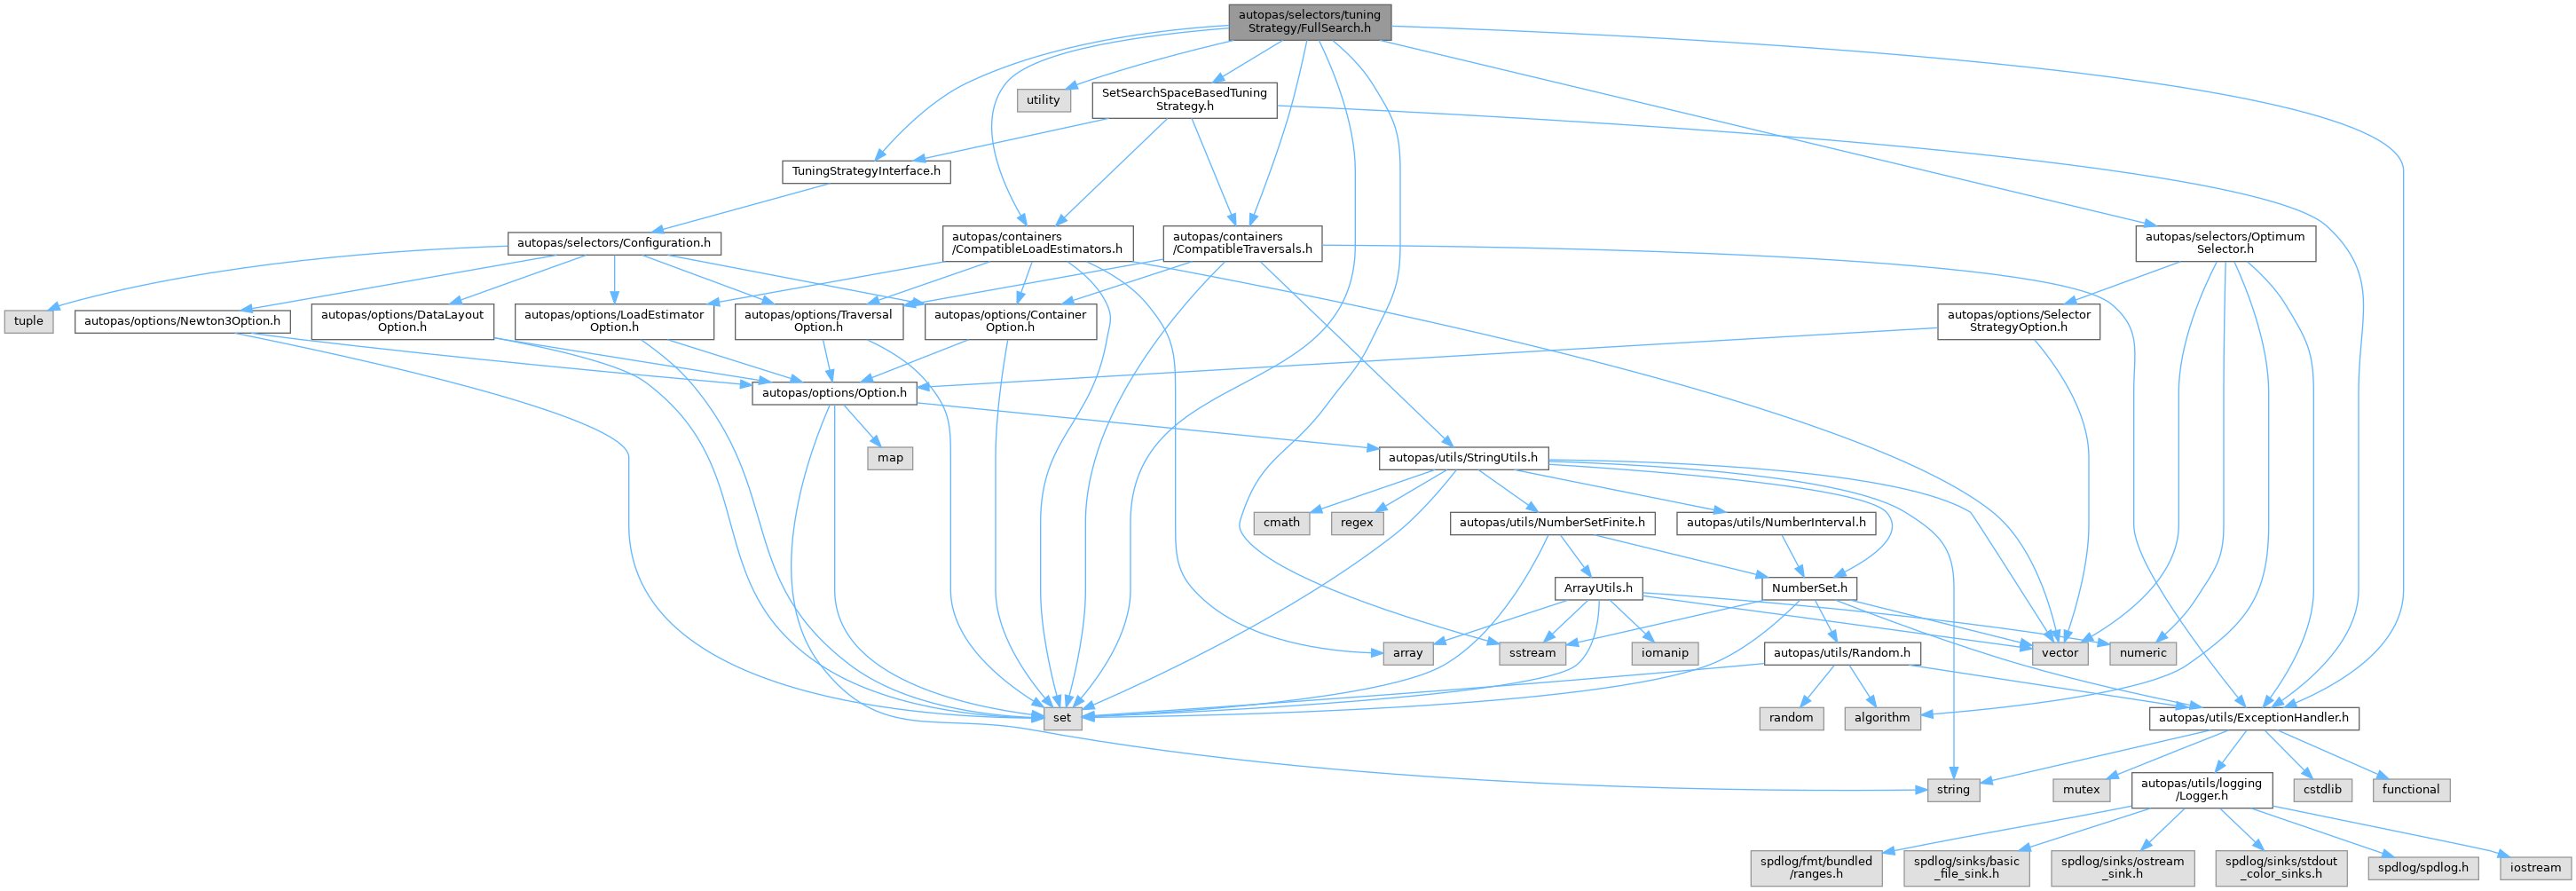 autopas/selectors/tuning
Strategy/FullSearch.h
utility
SetSearchSpaceBasedTuning
Strategy.h
TuningStrategyInterface.h
autopas/selectors/Configuration.h
autopas/containers
/CompatibleLoadEstimators.h
autopas/containers
/CompatibleTraversals.h
autopas/selectors/Optimum
Selector.h
tuple
autopas/options/Newton3Option.h
autopas/options/DataLayout
Option.h
autopas/options/LoadEstimator
Option.h
autopas/options/Traversal
Option.h
autopas/options/Container
Option.h
autopas/options/Selector
StrategyOption.h
autopas/options/Option.h
map
autopas/utils/StringUtils.h
cmath
regex
autopas/utils/NumberSetFinite.h
autopas/utils/NumberInterval.h
ArrayUtils.h
NumberSet.h
array
sstream
iomanip
autopas/utils/Random.h
vector
numeric
set
random
algorithm
autopas/utils/ExceptionHandler.h
string
mutex
autopas/utils/logging
/Logger.h
cstdlib
functional
spdlog/fmt/bundled
/ranges.h
spdlog/sinks/basic
_file_sink.h
spdlog/sinks/ostream
_sink.h
spdlog/sinks/stdout
_color_sinks.h
spdlog/spdlog.h
iostream